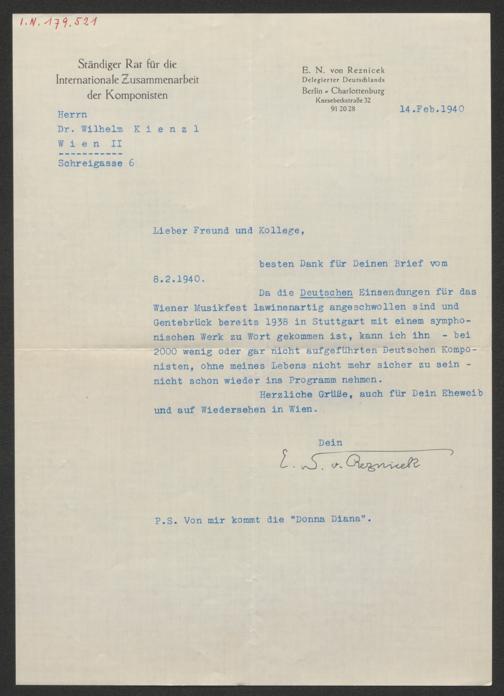 I.N. 179.521
Ständiger Rat für die
Internationale Zusammenarbeit
der Komponisten
E. N. von Reznicek
Delegierter Deutschlands
Berlin - Charlottenburg
Knesebeckstraße 32
91 20 28
14.Feb.1940
Herrn
Dr. Wilhelm K i e n z l
W i e n  II
Schreigasse 6
Lieber Freund und Kollege,
besten Dank für Deinen Brief vom
8.2.1940.
Da die Deutschen Einsendungen für das
Wiener Musikfest lawinenartig angeschwollen sind und
Gentebrück bereits 1938 in Stuttgart mit einem sympho-
nischen Werk zu Wort gekommen ist, kann ich ihn - bei
2000 wenig oder gar nicht aufgeführten Deutschen Kompo-
nisten, ohne meines Lebens nicht mehr sicher zu sein -
nicht schon wieder ins Programm nehmen.
Herzliche Grüße, auch für Dein Eheweib
und auf Wiedersehen in Wien.
Dein
E. N. v. Reznicek
P.S. Von mir kommt die "Donna Diana".